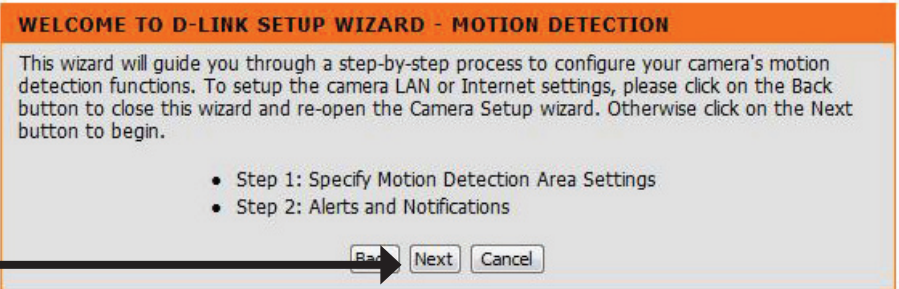 WELCOME TO D-LINK SETUP WIZARD - MOTION DETECTION
This wizard will guide you through a step-by-step process to configure your camera's motion
detection functions. To setup the camera LAN or Internet settings, please click on the Back
button to close this wizard and re-open the Camera Setup wizard. Otherwise click on the Next
button to begin.
• Step 1: Specify Motion Detection Area Settings
• Step 2: Alerts and Notifications
Next Cancel